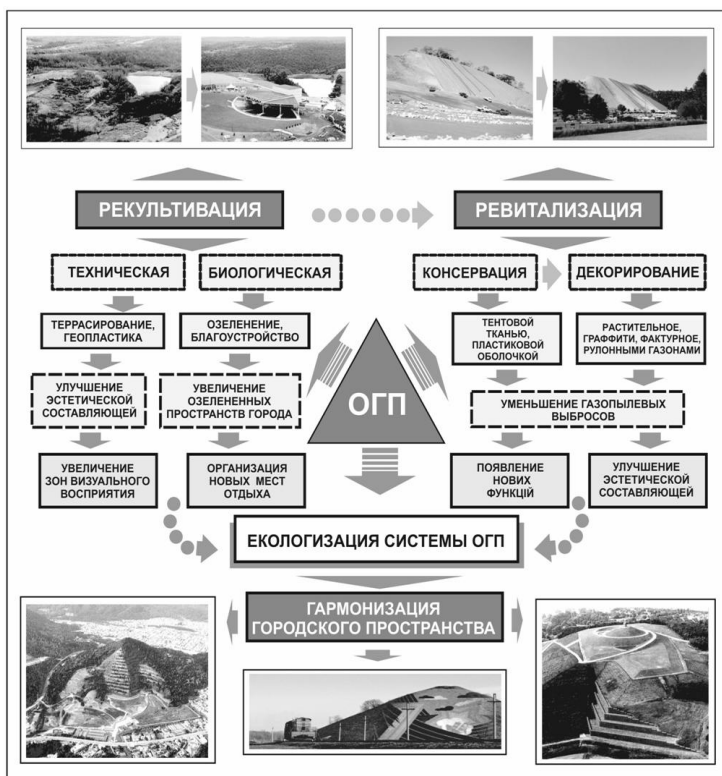 РЕКУЛЬТИВАЦИЯ
РЕВИТАЛИЗАЦИЯ
ТЕХНИЧЕСКАЯ
БИОЛОГИЧЕСКАЯ
КОНСЕРВАЦИЯ
ДЕКОРИРОВАНИЕ
ТЕРРАСИРОВАНИЕ,
ГЕОПЛАСТИКА
ОЗЕЛЕНЕНИЕ,
БЛАГОУСТРОЙСТВО
ТЕНТОВОЙ
ТКАНЬЮ,
ПЛАСТИКОВОЙ
ОБОЛОЧКОЙ
РАСТИТЕЛЬНОЕ,
ГРАФФИТИ, ФАКТУРНОЕ,
РУЛОННЫМИ ГАЗОНАМИ
ОГП
УЛУЧШЕНИЕ
ЭСТЕТИЧЕСКОЙ
СОСТАВЛЯЮЩЕЙ
УВЕЛИЧЕНИЕ
ОЗЕЛЕНЕННЫХ
ПРОСТРАНСТВ ГОРОДА
УМЕНЬШЕНИЕ ГАЗОПЫЛЕВЫХ
ВЫБРОСОВ
УВЕЛИЧЕНИЕ
ЗОН ВИЗУАЛЬНОГО
ВОСПРИЯТИЯ
ОРГАНИЗАЦИЯ
НОВЫХ МЕСТ
ОТДЫХА
ПОЯВЛЕНИЕ
НОВИХ
ФУНКЦІЙ
УЛУЧШЕНИЕ
ЭСТЕТИЧЕСКОЙ
СОСТАВЛЯЮЩЕЙ
ЕКОЛОГИЗАЦИЯ СИСТЕМЫ ОГП
ГАРМОНИЗАЦИЯ
ГОРОДСКОГО ПРОСТРАНСТВА